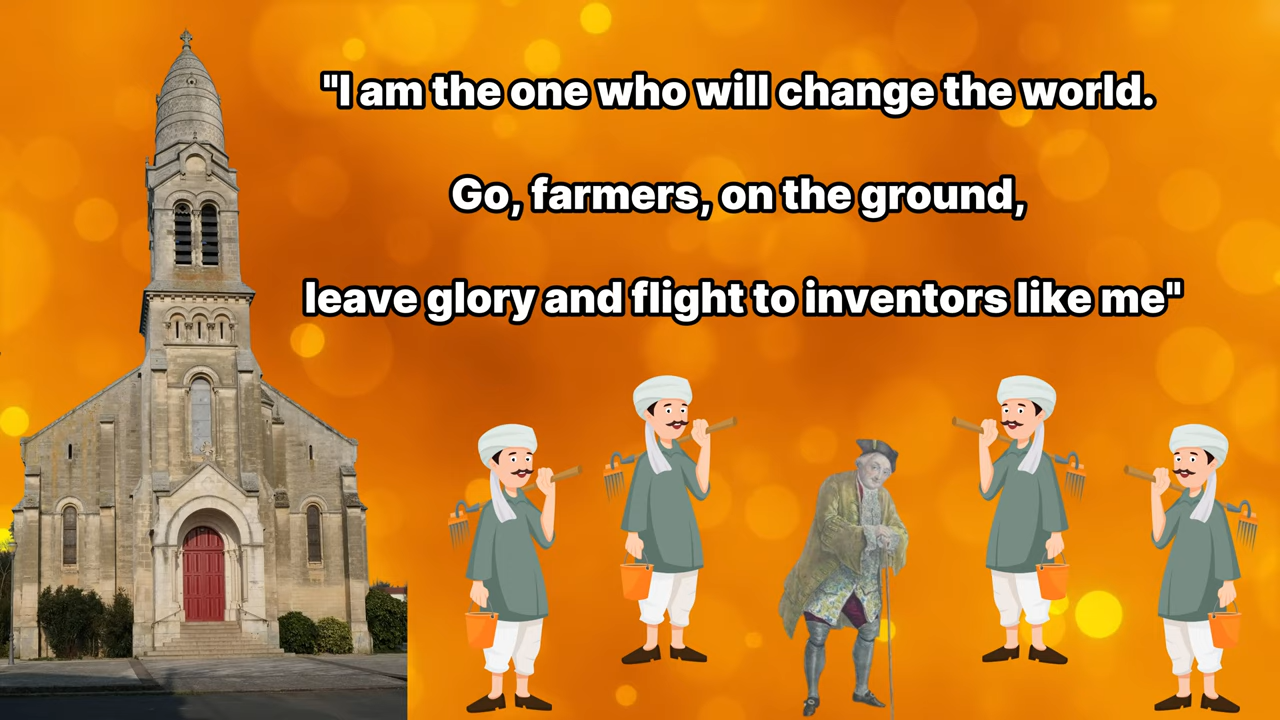 "I am the one who will change the world.
Go, farmers, on the ground,
leave glory and flight to inventors like me"